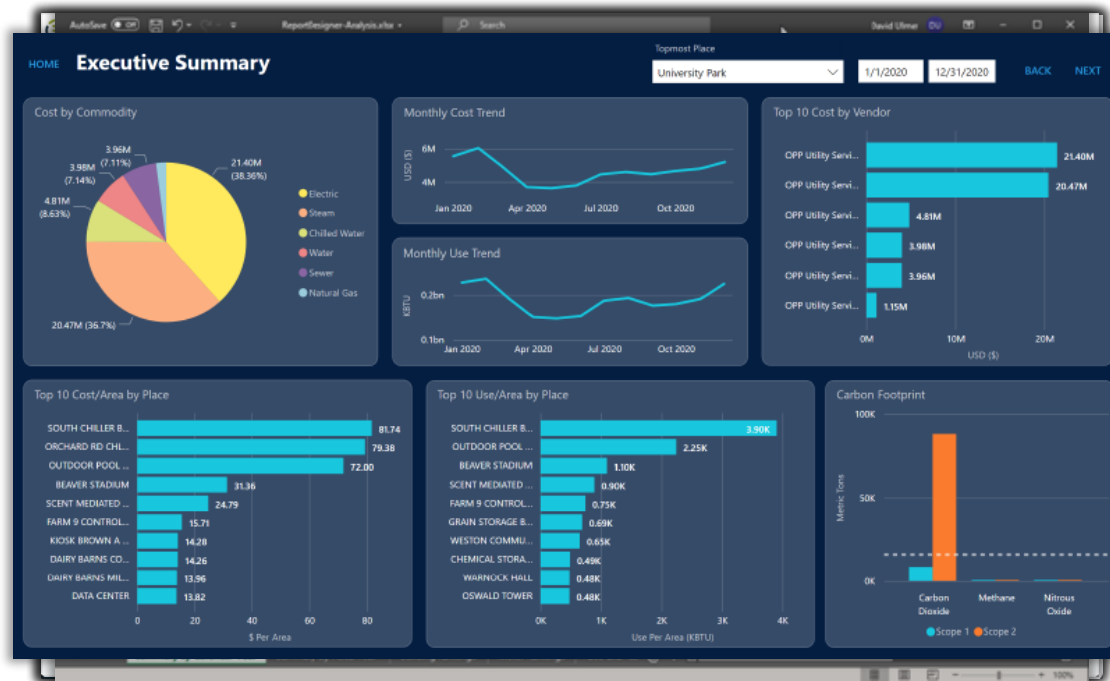 AutoSave Off
ReportDesigner-Analysis.xlsx
Search
David Ulmer
DU
HOME
Executive Summary
Topmost Place
University Park
1/1/2020
12/31/2020
BACK
NEXT
Cost by Commodity
3.96M
(7.11%)
3.98M
(7.14%)
4.81M
(8.63%)
21.40M
(38.36%)
20.47M (36.7%)
Electric
Steam
Chilled Water
Water
Sewer
Natural Gas
Monthly Cost Trend
USD ($)
6M
4M
Jan 2020
Apr 2020
Jul 2020
Oct 2020
Monthly Use Trend
KBTU
0.2bn
0.1bn
Jan 2020
Apr 2020
Jul 2020
Oct 2020
Top 10 Cost by Vendor
OPP Utility Servi... 21.40M
OPP Utility Servi... 20.47M
OPP Utility Servi... 4.81M
OPP Utility Servi... 3.98M
OPP Utility Servi... 3.96M
OPP Utility Servi... 1.15M
0M 10M 20M
USD ($)
Top 10 Cost/Area by Place
SOUTH CHILLER B... 81.74
ORCHARD RD CHL... 79.38
OUTDOOR POOL ... 72.00
BEAVER STADIUM 31.36
SCENT MEDIATED ... 24.79
FARM 9 CONTROL... 15.71
KIOSK BROWN A ... 14.28
DAIRY BARNS CO... 14.26
DAIRY BARNS MIL... 13.96
DATA CENTER 13.82
0 20 40 60 80
$ Per Area
Top 10 Use/Area by Place
SOUTH CHILLER B... 3.90K
OUTDOOR POOL ... 2.25K
BEAVER STADIUM 1.10K
SCENT MEDIATED ... 0.90K
FARM 9 CONTROL... 0.75K
GRAIN STORAGE B... 0.69K
WESTON COMMU... 0.65K
CHEMICAL STORA... 0.49K
WARNOCK HALL 0.48K
OSWALD TOWER 0.48K
0K 1K 2K 3K 4K
Use Per Area (KBTU)
Carbon Footprint
Metric Tons
100K
50K
0K
Carbon
Dioxide
Methane
Nitrous
Oxide
Scope 1 Scope 2
100%